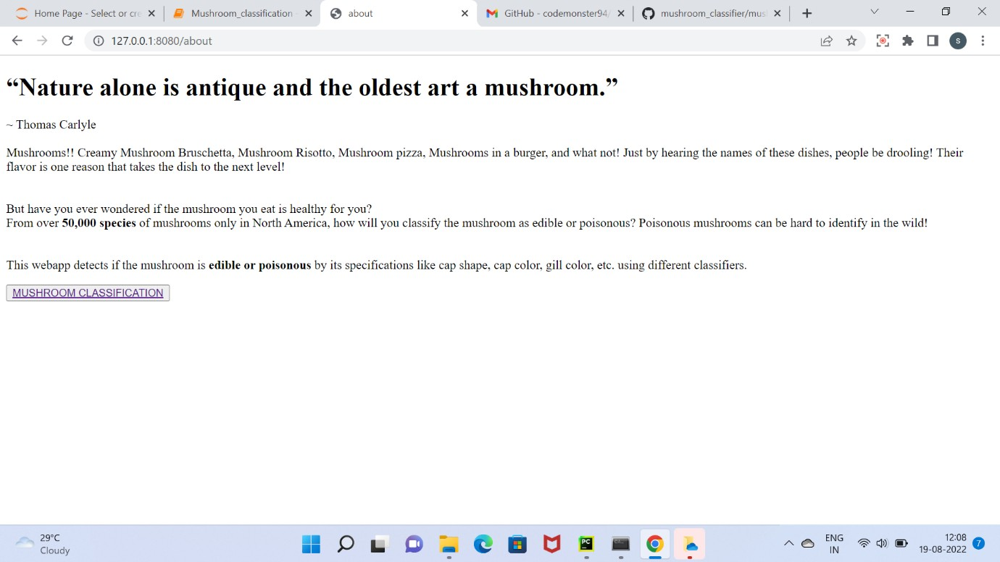 Home Page - Select or cre
Mushroom_classification
about
GitHub - codemonster94/
mushroom_classifier/mus
127.0.0.1:8080/about
S
“Nature alone is antique and the oldest art a mushroom.”
~ Thomas Carlyle
Mushrooms!! Creamy Mushroom Bruschetta, Mushroom Risotto, Mushroom pizza, Mushrooms in a burger, and what not! Just by hearing the names of these dishes, people be drooling! Their
flavor is one reason that takes the dish to the next level!
But have you ever wondered if the mushroom you eat is healthy for you?
From over 50,000 species of mushrooms only in North America, how will you classify the mushroom as edible or poisonous? Poisonous mushrooms can be hard to identify in the wild!
This webapp detects if the mushroom is edible or poisonous by its specifications like cap shape, cap color, gill color, etc. using different classifiers.
MUSHROOM CLASSIFICATION
29°C
Cloudy
PC
ENG
IN
12:08
19-08-2022
7